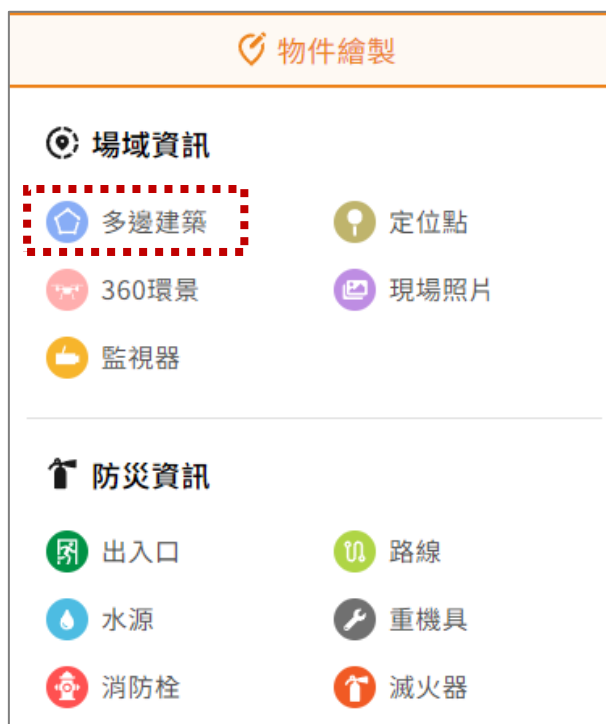 物件繪製
場域資訊
多邊建築 定位點
360環景 現場照片
監視器
防災資訊
出入口 路線
水源 重機具
消防栓 滅火器